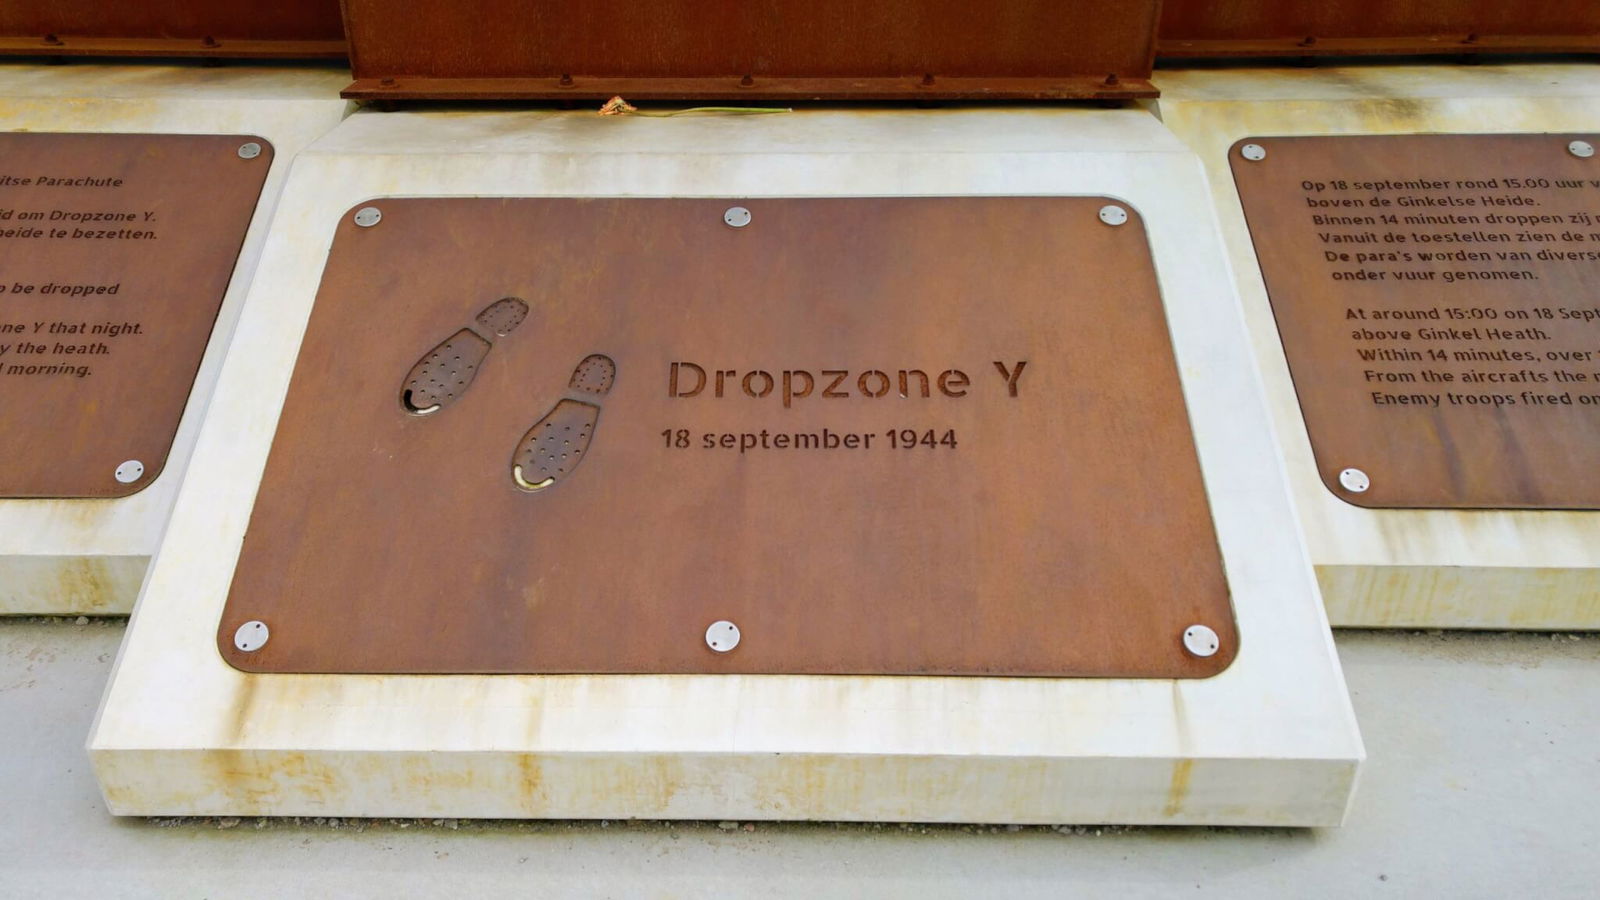 itse Parachute
om Dropzone Y.
heide te bezetten.
be dropped
Y that night.
the heath.
morning.
Dropzone Y
18 september 1944
Op 18 september rond 15.00 uur
boven de Ginkelse Heide.
Binnen 14 minuten droppen zij
Vanuit de toestellen zien de
De para's worden van diverse
onder vuur genomen.
At around 15:00 on 18 Sept
above Ginkel Heath.
Within 14 minutes, over
From the aircrafts the
Enemy troops fired on